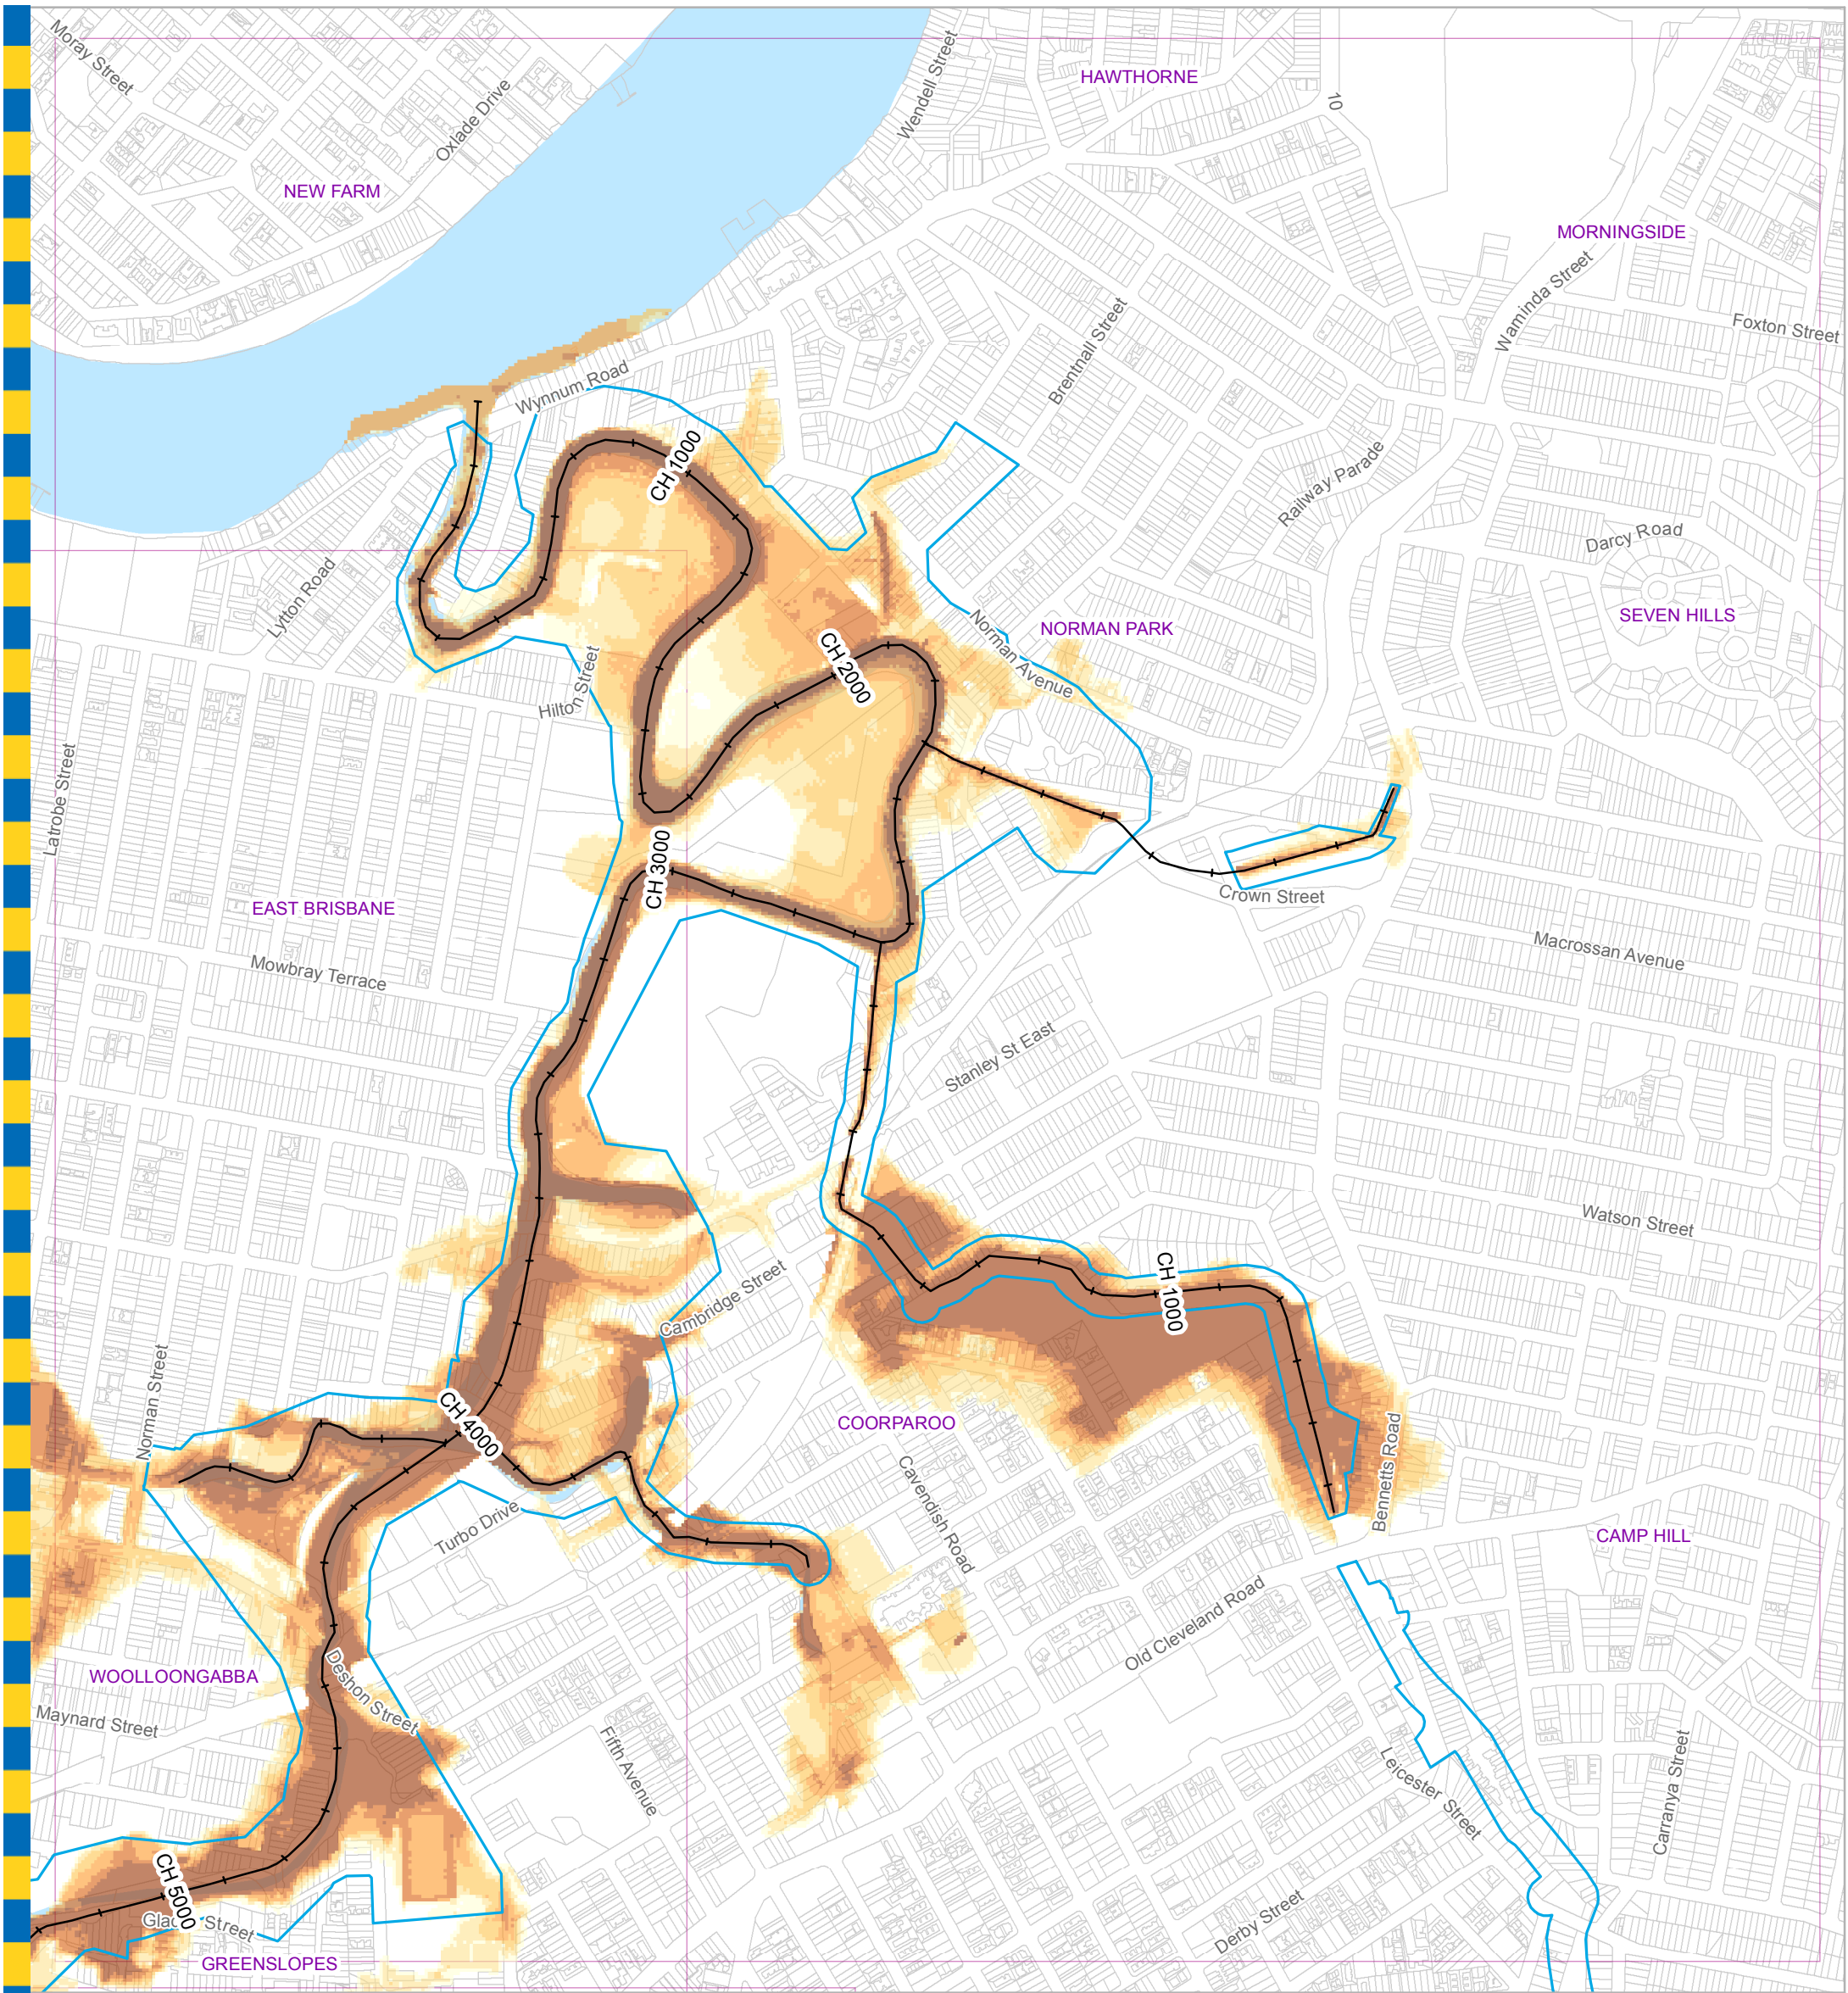 Moray Street
Oxlade Drive
Wendell Street
HAWTHORNE
10
NEW FARM
MORNINGSIDE
Waminda Street
Foxton Street
Wynnum Road
Brentnall Street
CH 1000
Railway Parade
Darcy Road
Lytton Road
SEVEN HILLS
Norman Avenue
NORMAN PARK
CH 2000
Hilton Street
Latrobe Street
CH 3000
Crown Street
EAST BRISBANE
Macrossan Avenue
Mowbray Terrace
Stanley St East
Watson Street
CH 1000
Cambridge Street
Norman Street
CH 4000
COORPAROO
Cavendish Road
Bennetts Road
Turbo Drive
CAMP HILL
Old Cleveland Road
WOOLLOONGABBA
Deshon Street
Maynard Street
Fifth Avenue
Leicester Street
Carranya Street
CH 5000
Street
Derby Street
GREENSLOPES